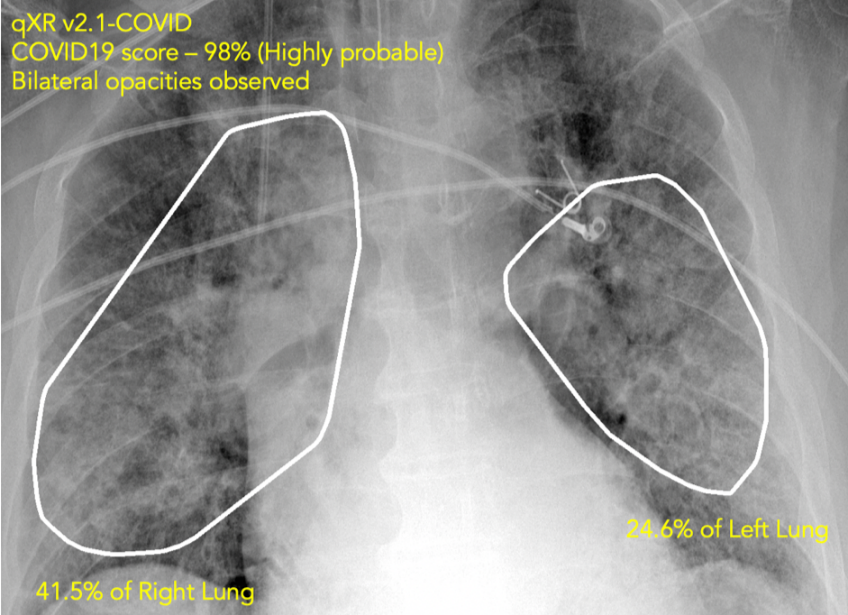 qXR v2.1-COVID
COVID19 score – 98% (Highly probable)
Bilateral opacities observed
24.6% of Left Lung
41.5% of Right Lung